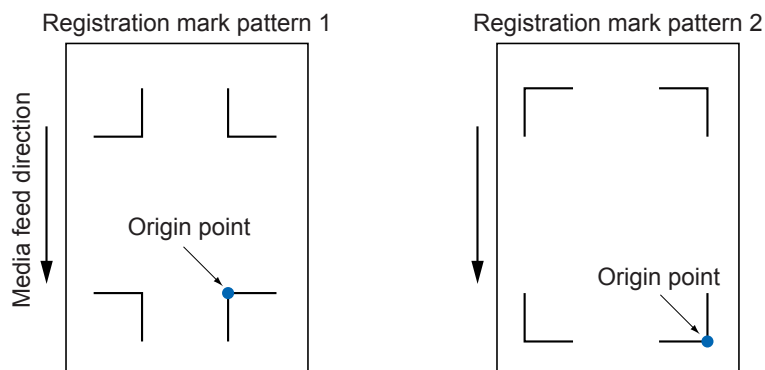 Registration mark pattern 1
Registration mark pattern 2
Media feed direction
Origin point
Origin point